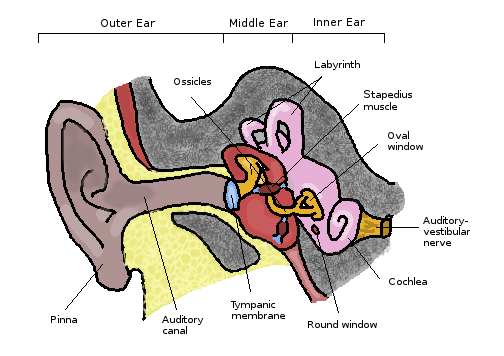 Outer Ear
Middle Ear
Inner Ear
Labyrinth
Ossicles
Stapedius
muscle
Oval
window
Auditory-
vestibular
nerve
Cochlea
Round window
Tympanic
membrane
Auditory
canal
Pinna